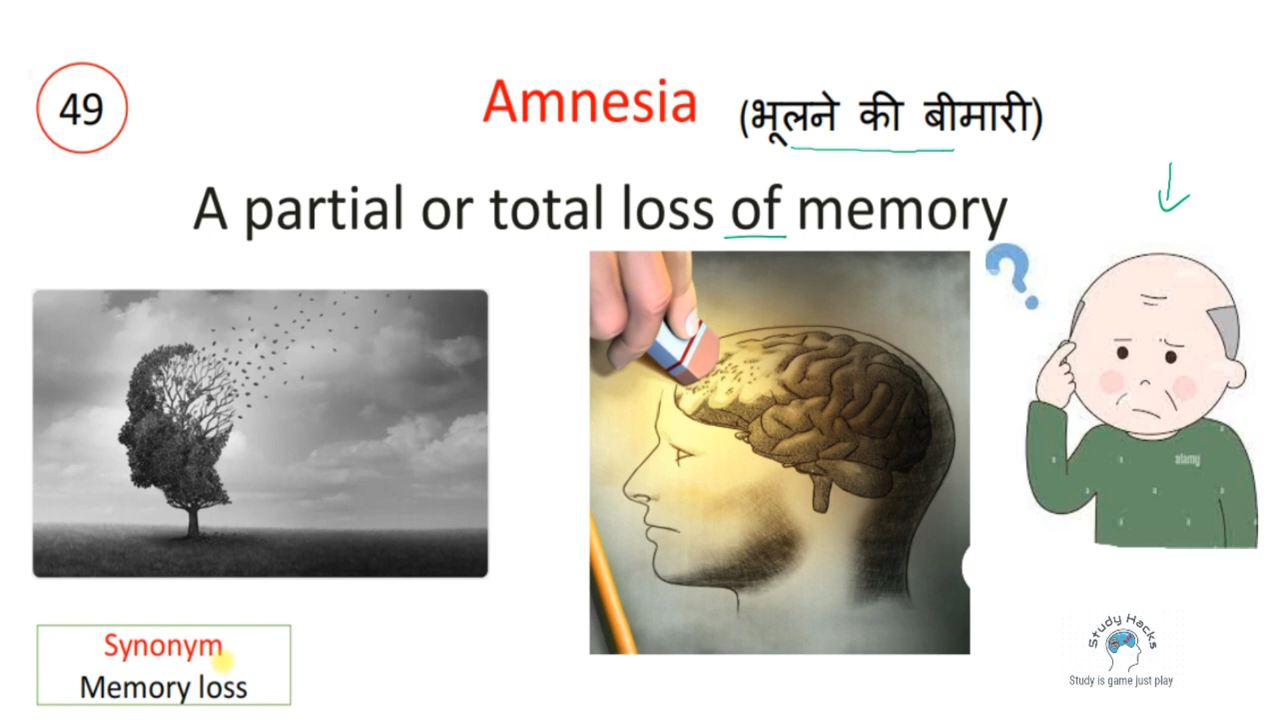 49
Amnesia (भूलने की बीमारी)
A partial or total loss of memory
?
alamy
Synonym
Memory loss
Study Hacks
Study is game just play